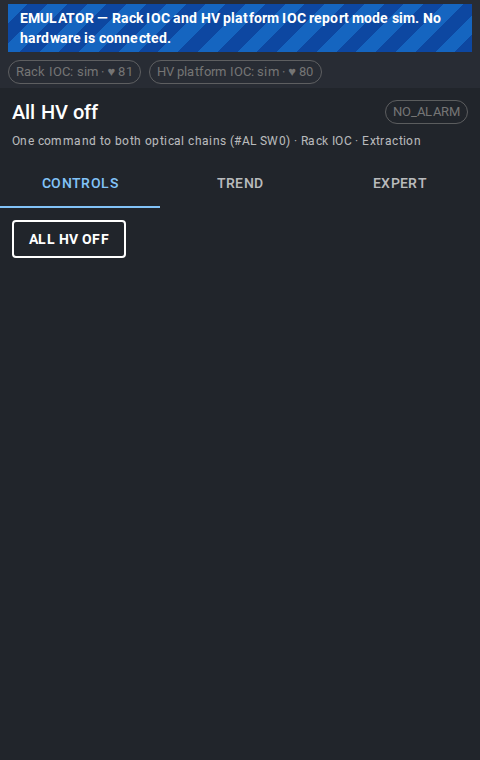 EMULATOR — Rack IOC and HV platform IOC report mode sim. No
hardware is connected.
Rack IOC: sim · ♥ 81
HV platform IOC: sim · ♥ 80
All HV off
NO_ALARM
One command to both optical chains (#AL SW0) · Rack IOC · Extraction
CONTROLS
TREND
EXPERT
ALL HV OFF